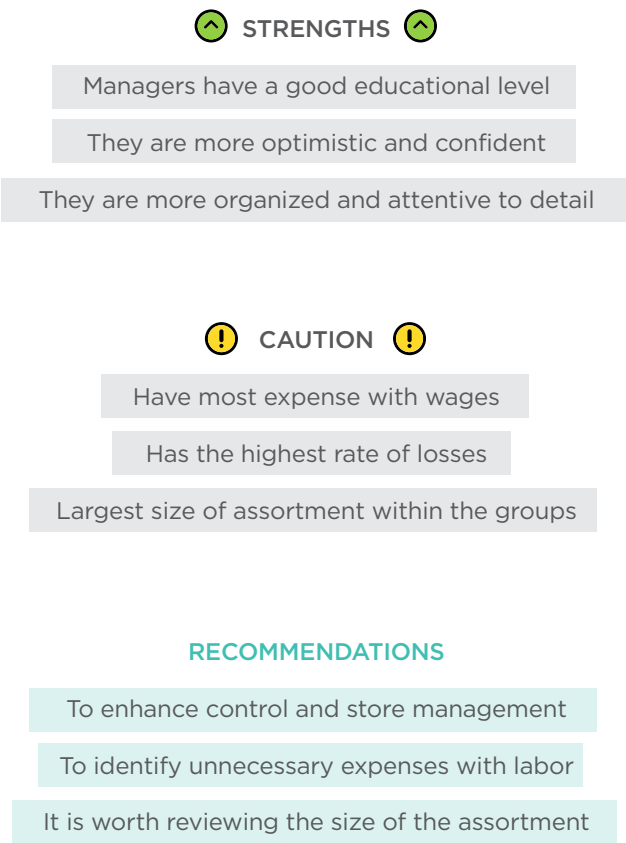 STRENGTHS
Managers have a good educational level
They are more optimistic and confident
They are more organized and attentive to detail
CAUTION
Have most expense with wages
Has the highest rate of losses
Largest size of assortment within the groups
RECOMMENDATIONS
To enhance control and store management
To identify unnecessary expenses with labor
It is worth reviewing the size of the assortment